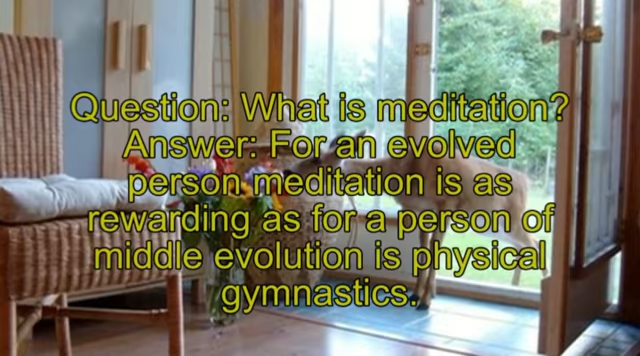 Question: What is meditation?
Answer: For an evolved
person meditation is as
rewarding as for a person of
middle evolution is physical
gymnastics.